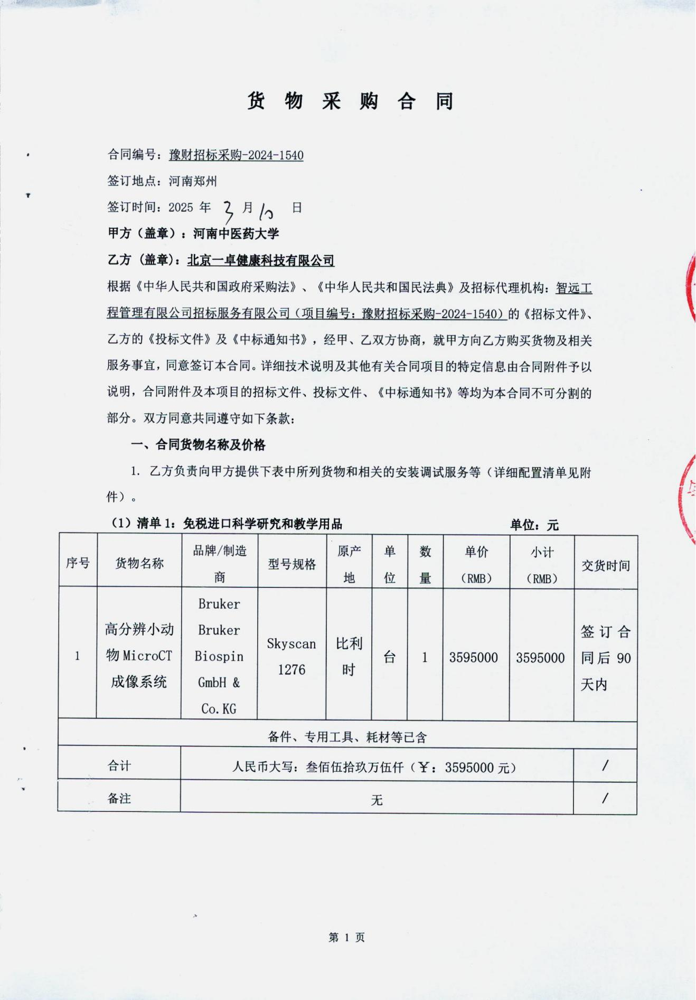 货物采购合同
合同编号：豫财招标采购-2024-1540
签订地点：河南郑州
签订时间：2025 年 3 月 10 日
甲方（盖章）：河南中医药大学
乙方（盖章）：北京一卓健康科技有限公司
根据《中华人民共和国政府采购法》、《中华人民共和国民法典》及招标代理机构：智远工
程管理有限公司招标服务有限公司（项目编号：豫财招标采购-2024-1540）的《招标文件》、
乙方的《投标文件》及《中标通知书》，经甲、乙双方协商，就甲方向乙方购买货物及相关
服务事宜，同意签订本合同。详细技术说明及其他有关合同项目的特定信息由合同附件予以
说明，合同附件及本项目的招标文件、投标文件、《中标通知书》等均为本合同不可分割的
部分。双方同意共同遵守如下条款：
一、合同货物名称及价格
1. 乙方负责向甲方提供下表中所列货物和相关的安装调试服务等（详细配置清单见附
件）。
（1）清单 1：免税进口科学研究和教学用品 单位：元
序号 货物名称 品牌/制造商 型号规格 原产地 单位 数量 单价（RMB） 小计（RMB） 交货时间
1 高分辨小动物 MicroCT 成像系统 Bruker Bruker Biospin GmbH & Co.KG Skyscan 1276 比利时 台 1 3595000 3595000 签订合同后 90 天内
备件、专用工具、耗材等已含
合计 人民币大写：叁佰伍拾玖万伍仟（￥：3595000 元） /
备注 无 /
第 1 页